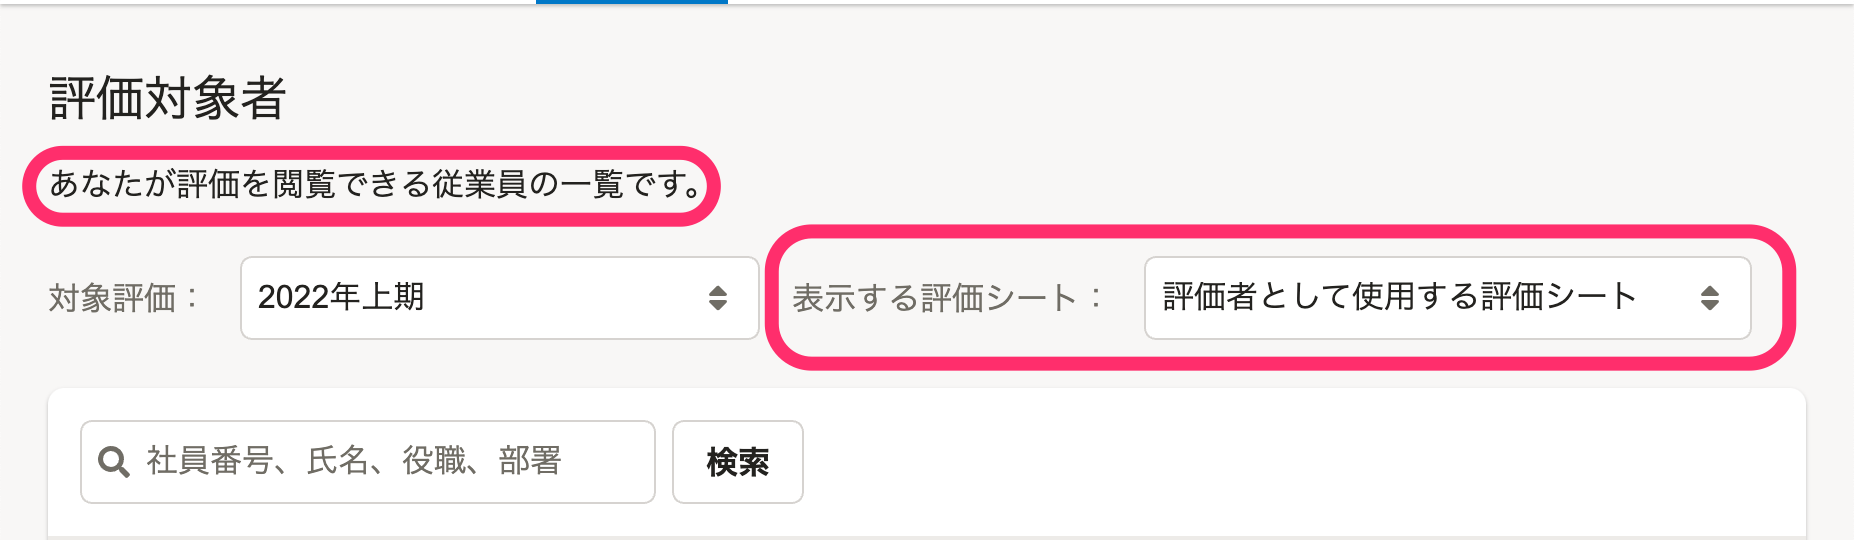 評価対象者
あなたが評価を閲覧できる従業員の一覧です。
対象評価： 2022年上期 表示する評価シート： 評価者として使用する評価シート
社員番号、氏名、役職、部署 検索